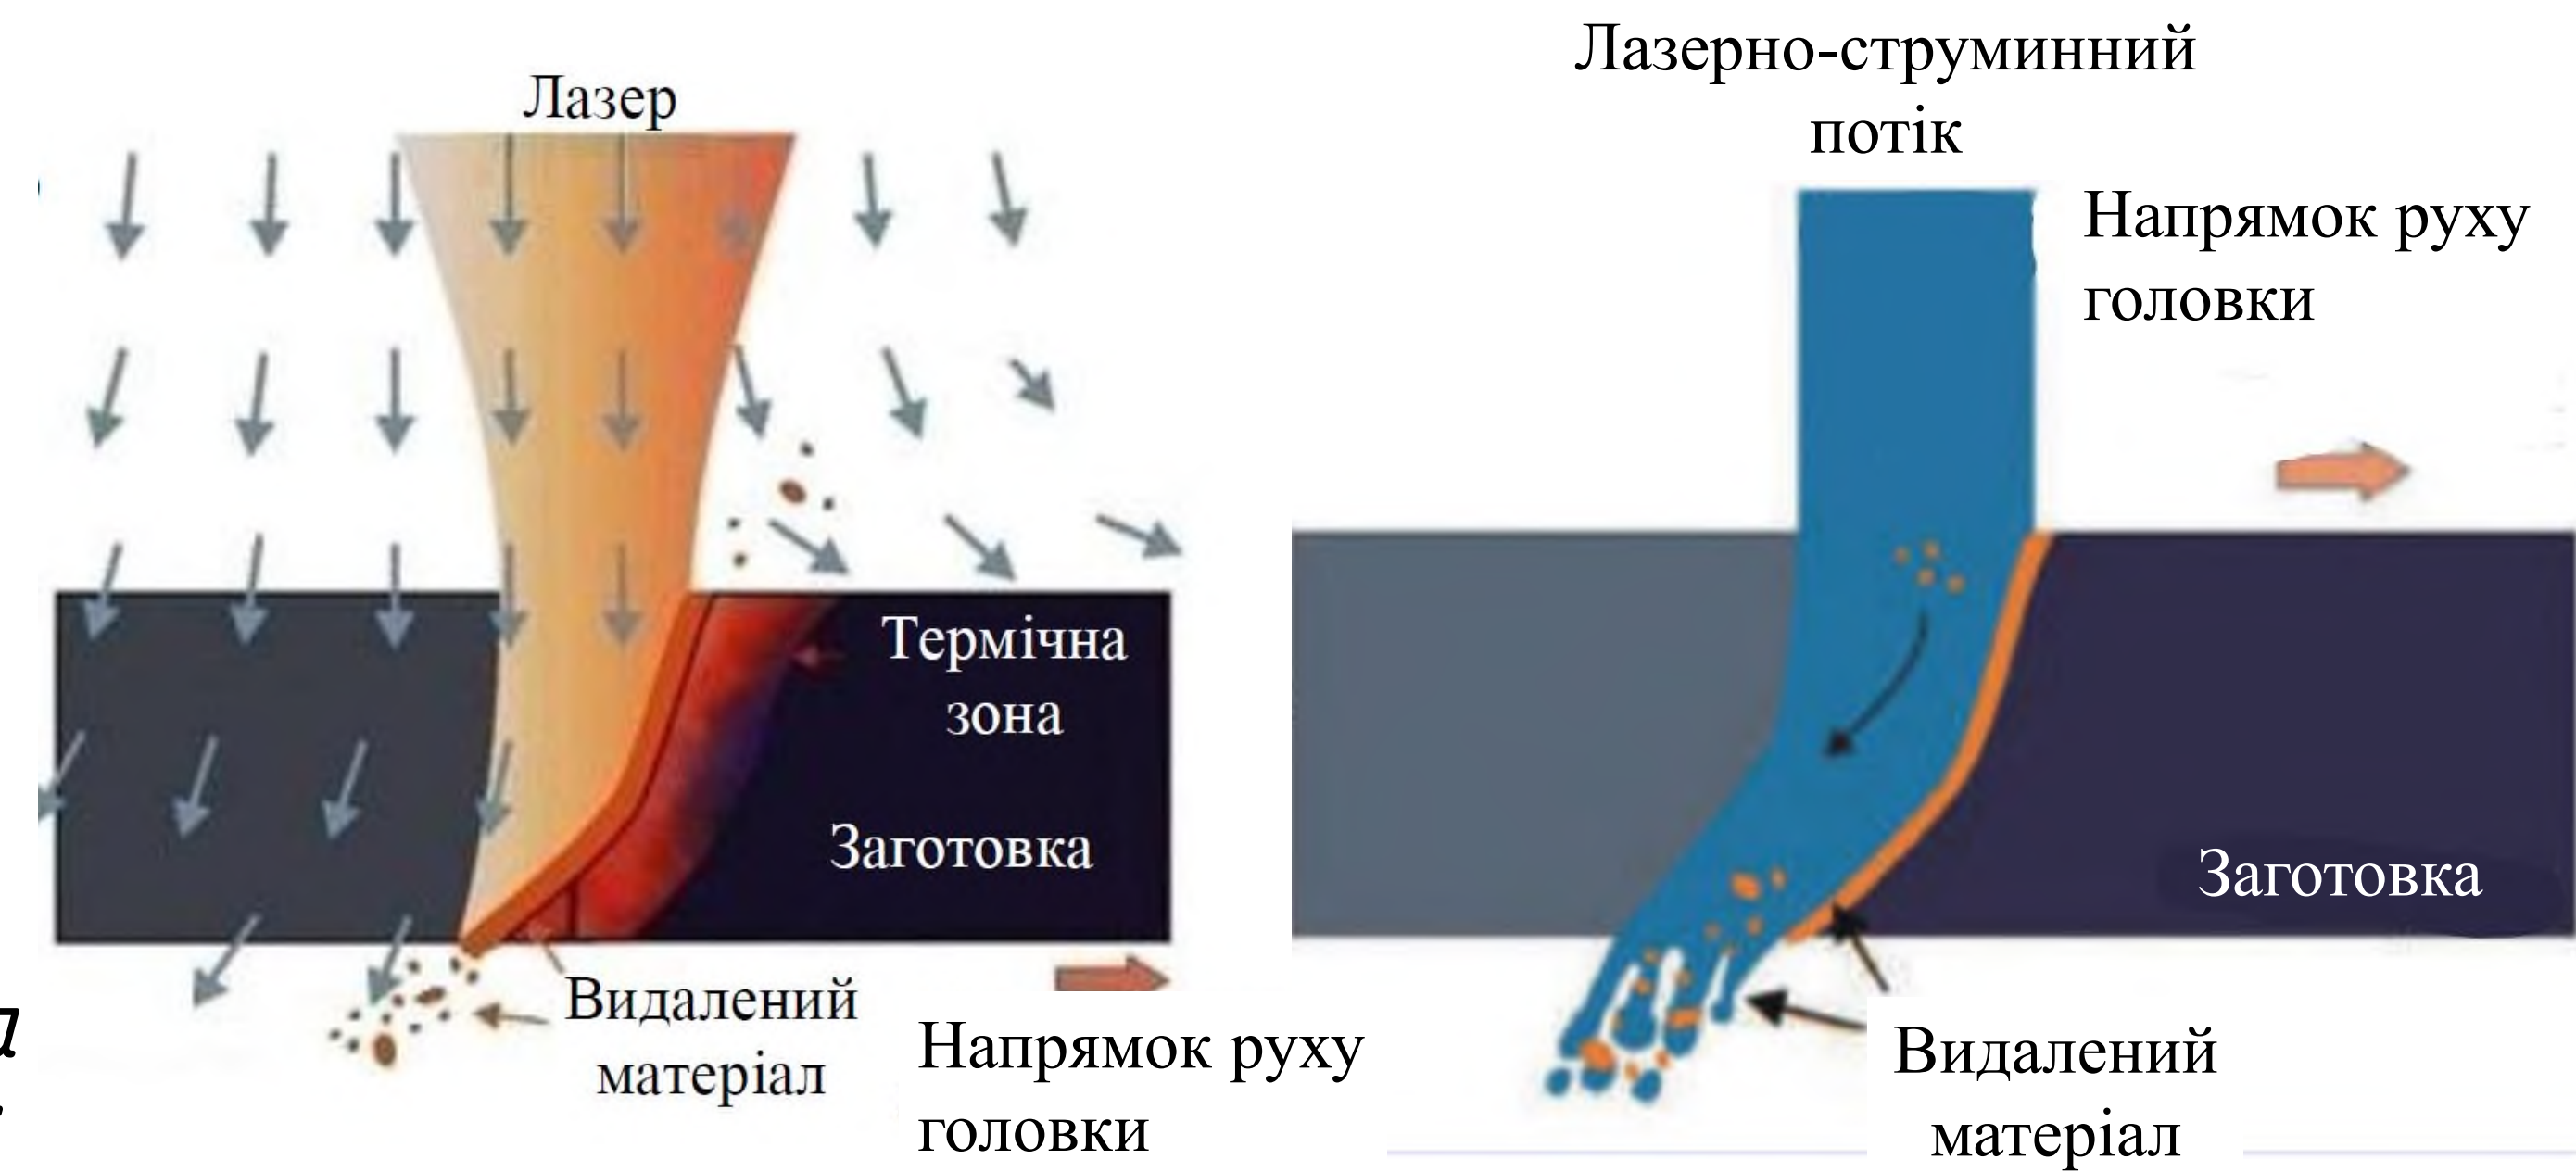 Лазер
Термічна
зона
Заготовка
Видалений
матеріал
Напрямок руху
головки
Лазерно-струминний
потік
Напрямок руху
головки
Заготовка
Видалений
матеріал